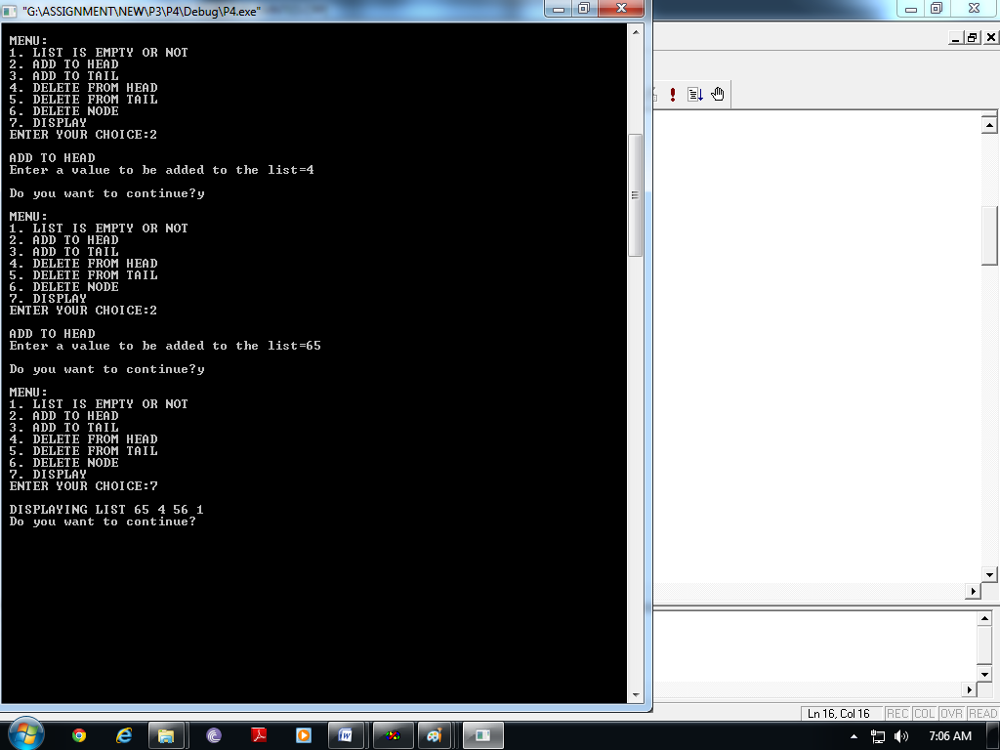 "G:\ASSIGNMENT\NEW\P3\P4\Debug\P4.exe"
MENU:
1. LIST IS EMPTY OR NOT
2. ADD TO HEAD
3. ADD TO TAIL
4. DELETE FROM HEAD
5. DELETE FROM TAIL
6. DELETE NODE
7. DISPLAY
ENTER YOUR CHOICE:2
ADD TO HEAD
Enter a value to be added to the list=4
Do you want to continue?y
MENU:
1. LIST IS EMPTY OR NOT
2. ADD TO HEAD
3. ADD TO TAIL
4. DELETE FROM HEAD
5. DELETE FROM TAIL
6. DELETE NODE
7. DISPLAY
ENTER YOUR CHOICE:2
ADD TO HEAD
Enter a value to be added to the list=65
Do you want to continue?y
MENU:
1. LIST IS EMPTY OR NOT
2. ADD TO HEAD
3. ADD TO TAIL
4. DELETE FROM HEAD
5. DELETE FROM TAIL
6. DELETE NODE
7. DISPLAY
ENTER YOUR CHOICE:7
DISPLAYING LIST 65 4 56 1
Do you want to continue?
Ln 16, Col 16 REC COL OVR READ
7:06 AM